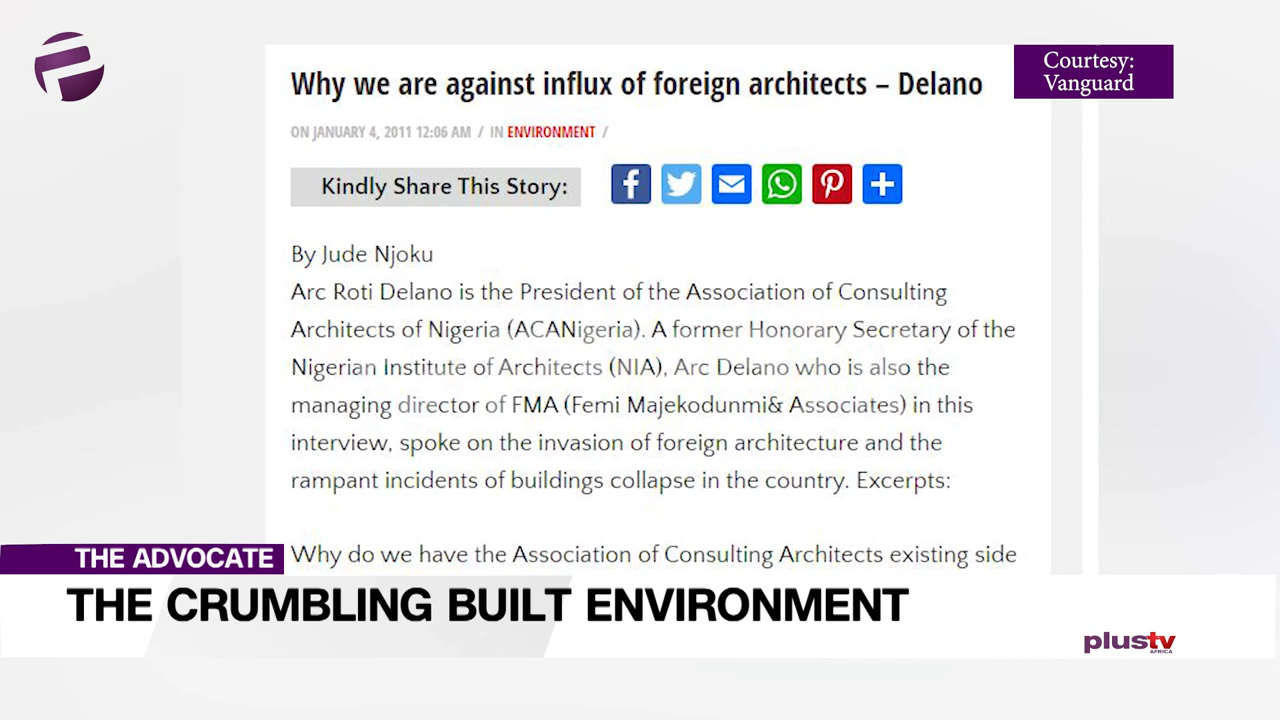 Why we are against influx of foreign architects – Delano
Courtesy:
Vanguard
ON JANUARY 4, 2011 12:06 AM / IN ENVIRONMENT /
Kindly Share This Story:
By Jude Njoku
Arc Roti Delano is the President of the Association of Consulting
Architects of Nigeria (ACANigeria). A former Honorary Secretary of the
Nigerian Institute of Architects (NIA), Arc Delano who is also the
managing director of FMA (Femi Majekodunmi& Associates) in this
interview, spoke on the invasion of foreign architecture and the
rampant incidents of buildings collapse in the country. Excerpts:
Why do we have the Association of Consulting Architects existing side
THE ADVOCATE
THE CRUMBLING BUILT ENVIRONMENT
plustv
AFRICA